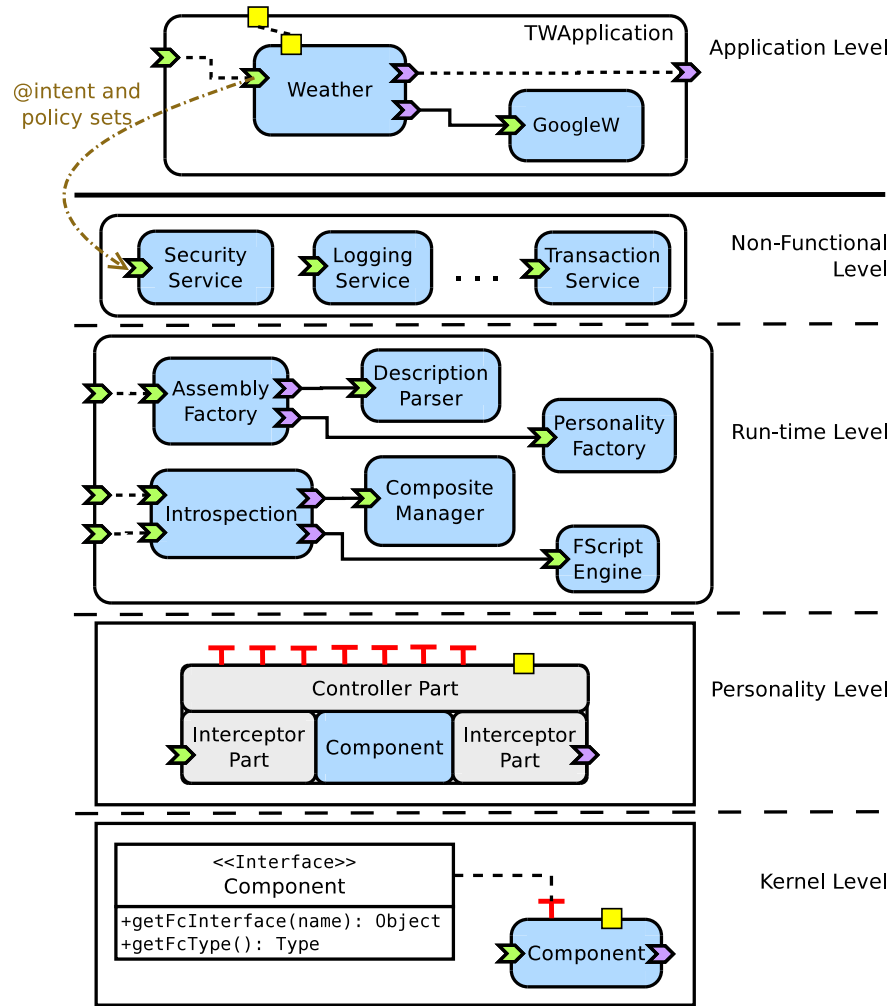 TWApplication
Application Level
@intent and
policy sets
Weather
GoogleW
Non-Functional
Level
Security
Service
Logging
Service
. . .
Transaction
Service
Run-time Level
Assembly
Factory
Description
Parser
Personality
Factory
Introspection
Composite
Manager
FScript
Engine
Personality Level
Controller Part
Interceptor
Part
Component
Interceptor
Part
Kernel Level
<<Interface>>
Component
+getFcInterface(name): Object
+getFcType(): Type
Component